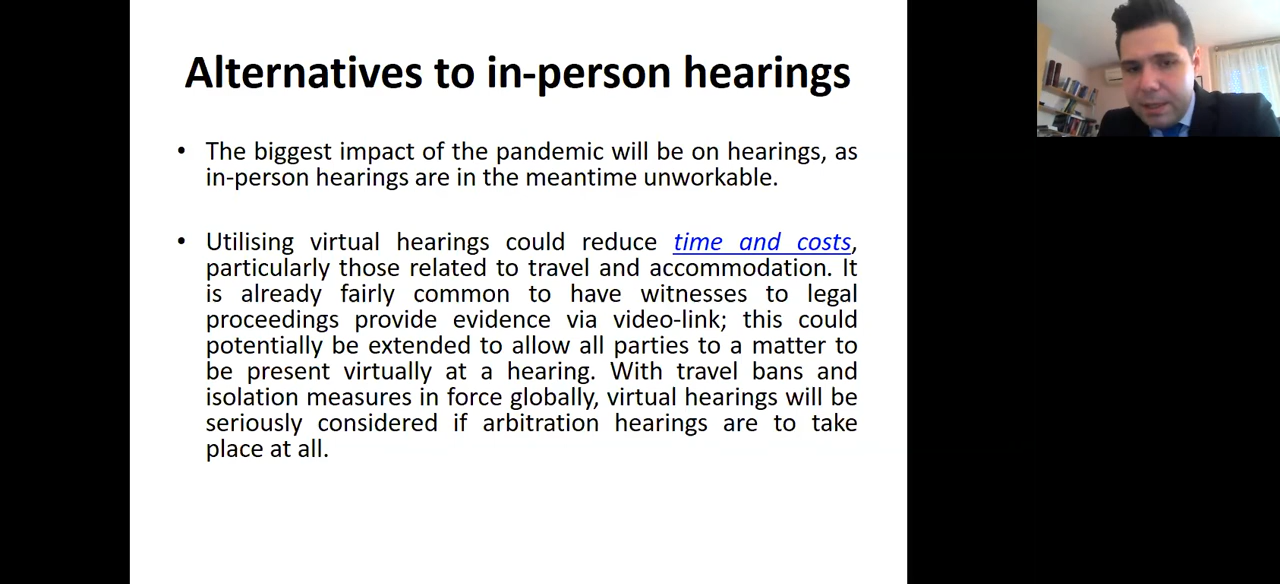 Alternatives to in-person hearings
• The biggest impact of the pandemic will be on hearings, as
in-person hearings are in the meantime unworkable.
• Utilising virtual hearings could reduce time and costs,
particularly those related to travel and accommodation. It
is already fairly common to have witnesses to legal
proceedings provide evidence via video-link; this could
potentially be extended to allow all parties to a matter to
be present virtually at a hearing. With travel bans and
isolation measures in force globally, virtual hearings will be
seriously considered if arbitration hearings are to take
place at all.